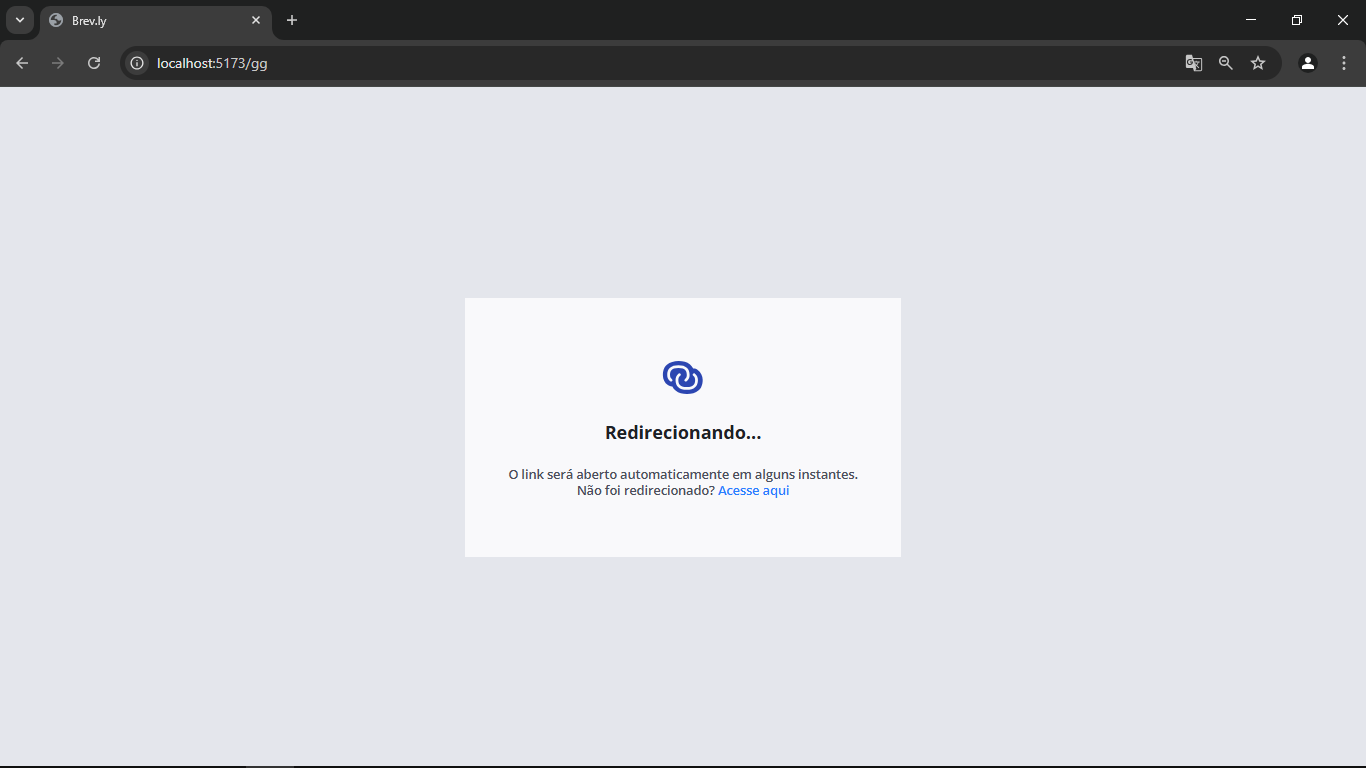 Brev.ly
localhost:5173/gg
Redirecionando...
O link será aberto automaticamente em alguns instantes.
Não foi redirecionado? Acesse aqui